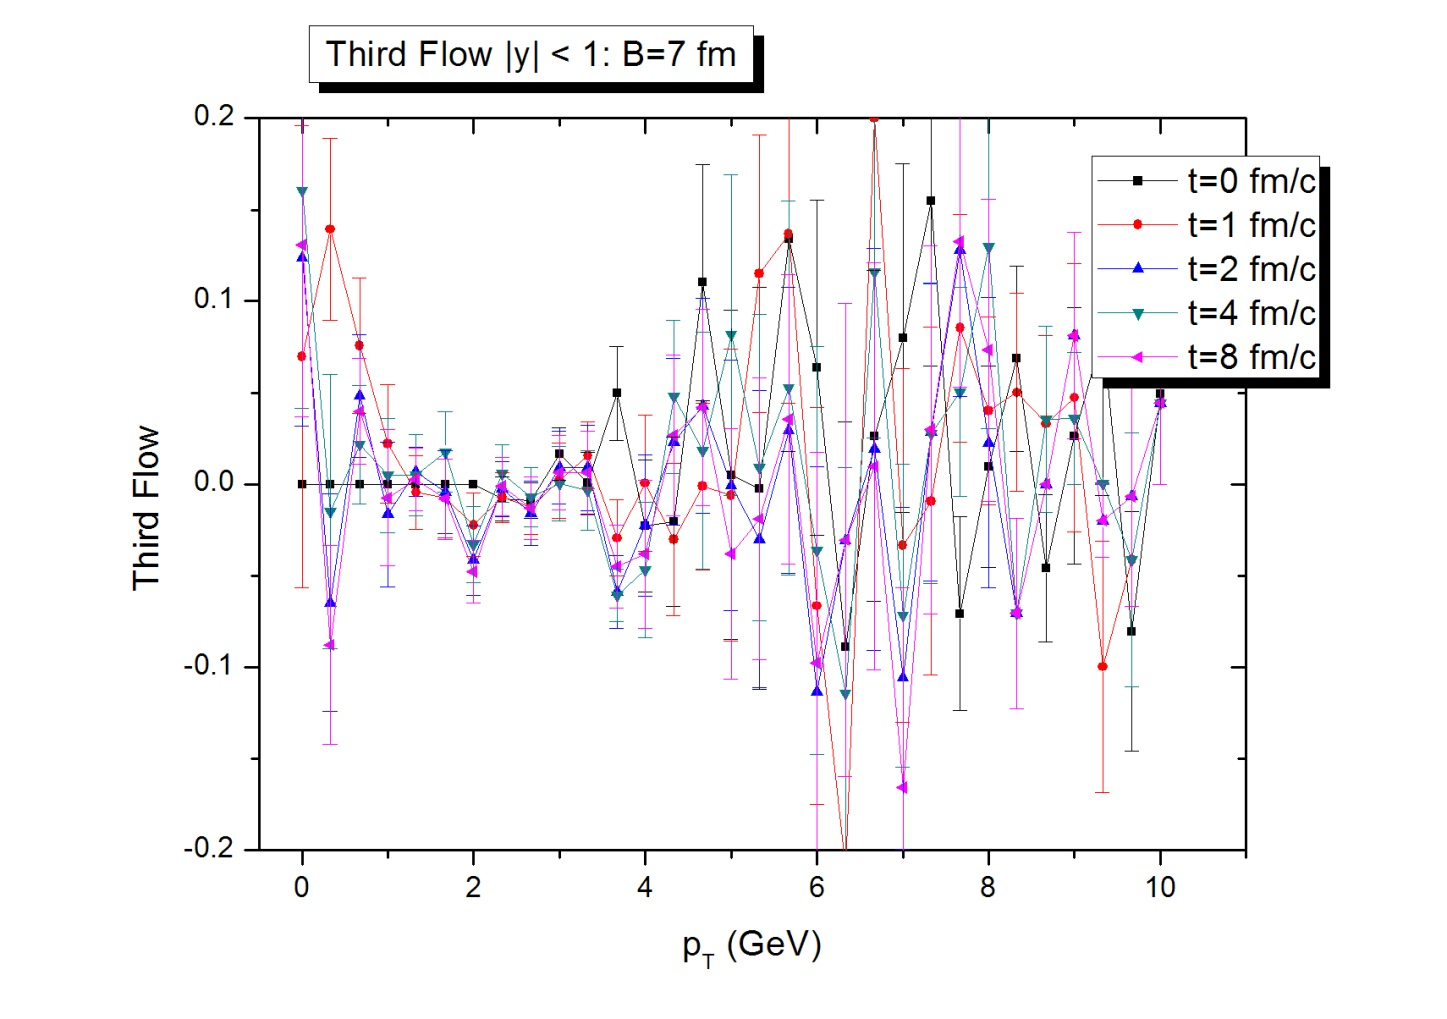 Third Flow |y| < 1: B=7 fm
0.2
0.1
0.0
-0.1
-0.2
Third Flow
t=0 fm/c
t=1 fm/c
t=2 fm/c
t=4 fm/c
t=8 fm/c
0 2 4 6 8 10
pT (GeV)